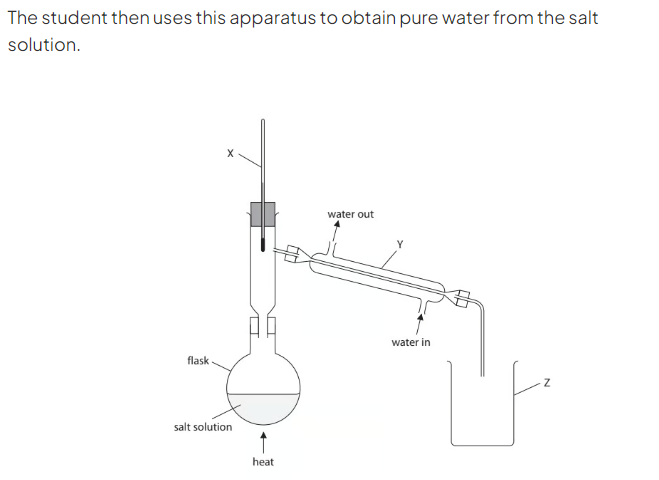 The student then uses this apparatus to obtain pure water from the salt
solution.
X
water out
Y
water in
flask
Z
salt solution
heat